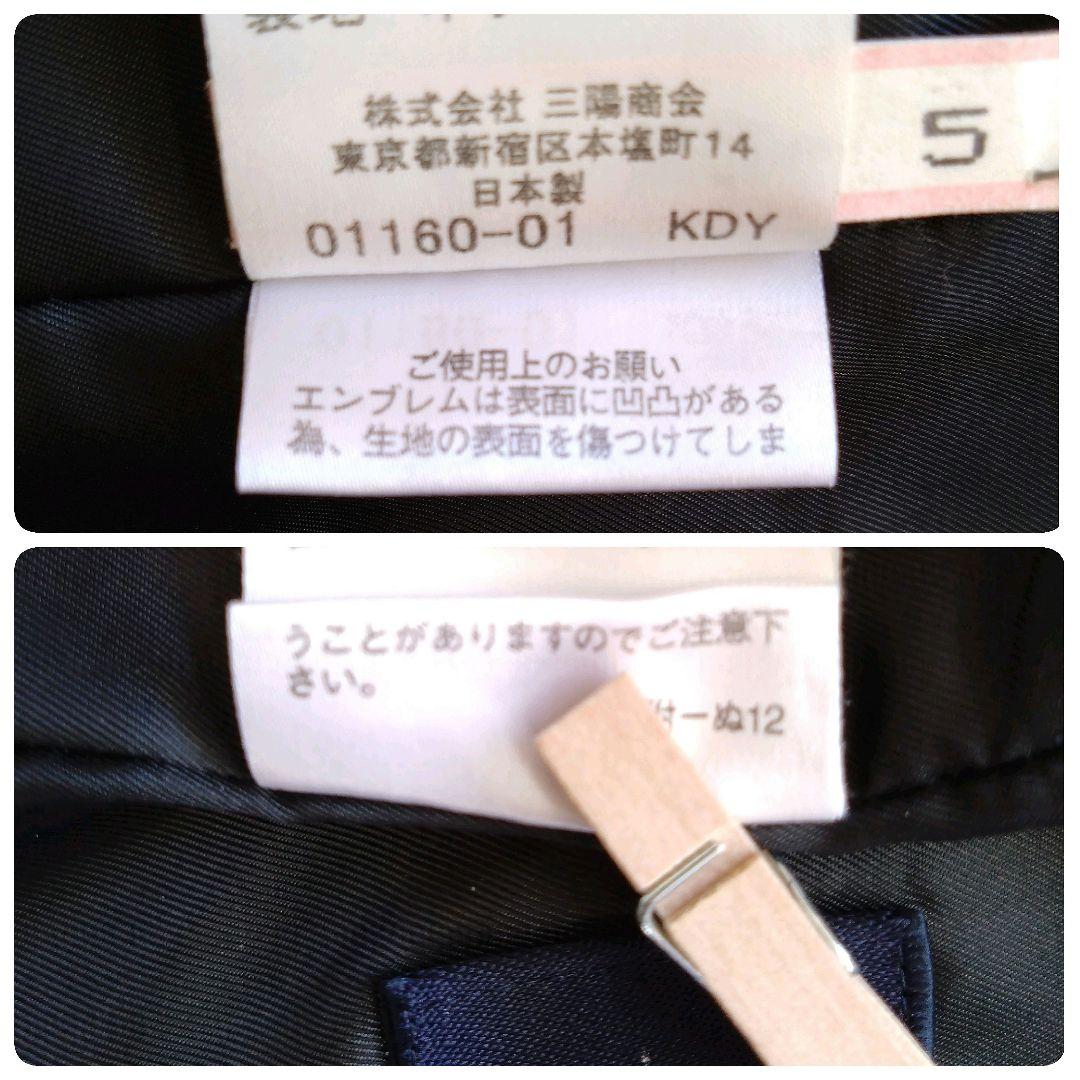 株式会社 三陽商会
東京都新宿区本塩町14
日本製
01160-01 KDY
5
ご使用上のお願い
エンブレムは表面に凹凸がある
為、生地の表面を傷つけてしま
うことがありますのでご注意下
さい。
付ーぬ12